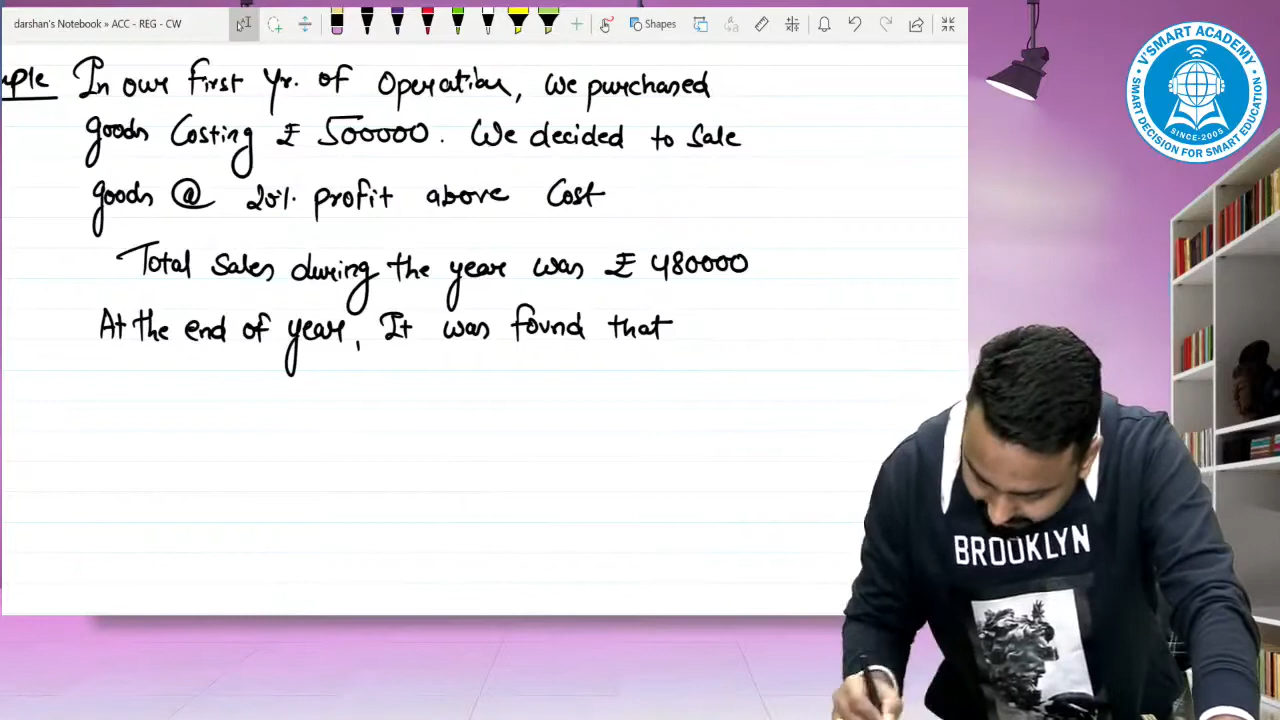 darshan's Notebook » ACC - REG - CW
Shapes
mple In our first Yr. of Operation, We purchased
goods Costing ₹ 500000. We decided to Sale
goods @ 20% profit above Cost
Total Sales during the year was ₹ 480000
At the end of year, It was found that
V'SMART ACADEMY
SINCE-2005
SMART DECISION FOR SMART EDUCATION
BROOKLYN